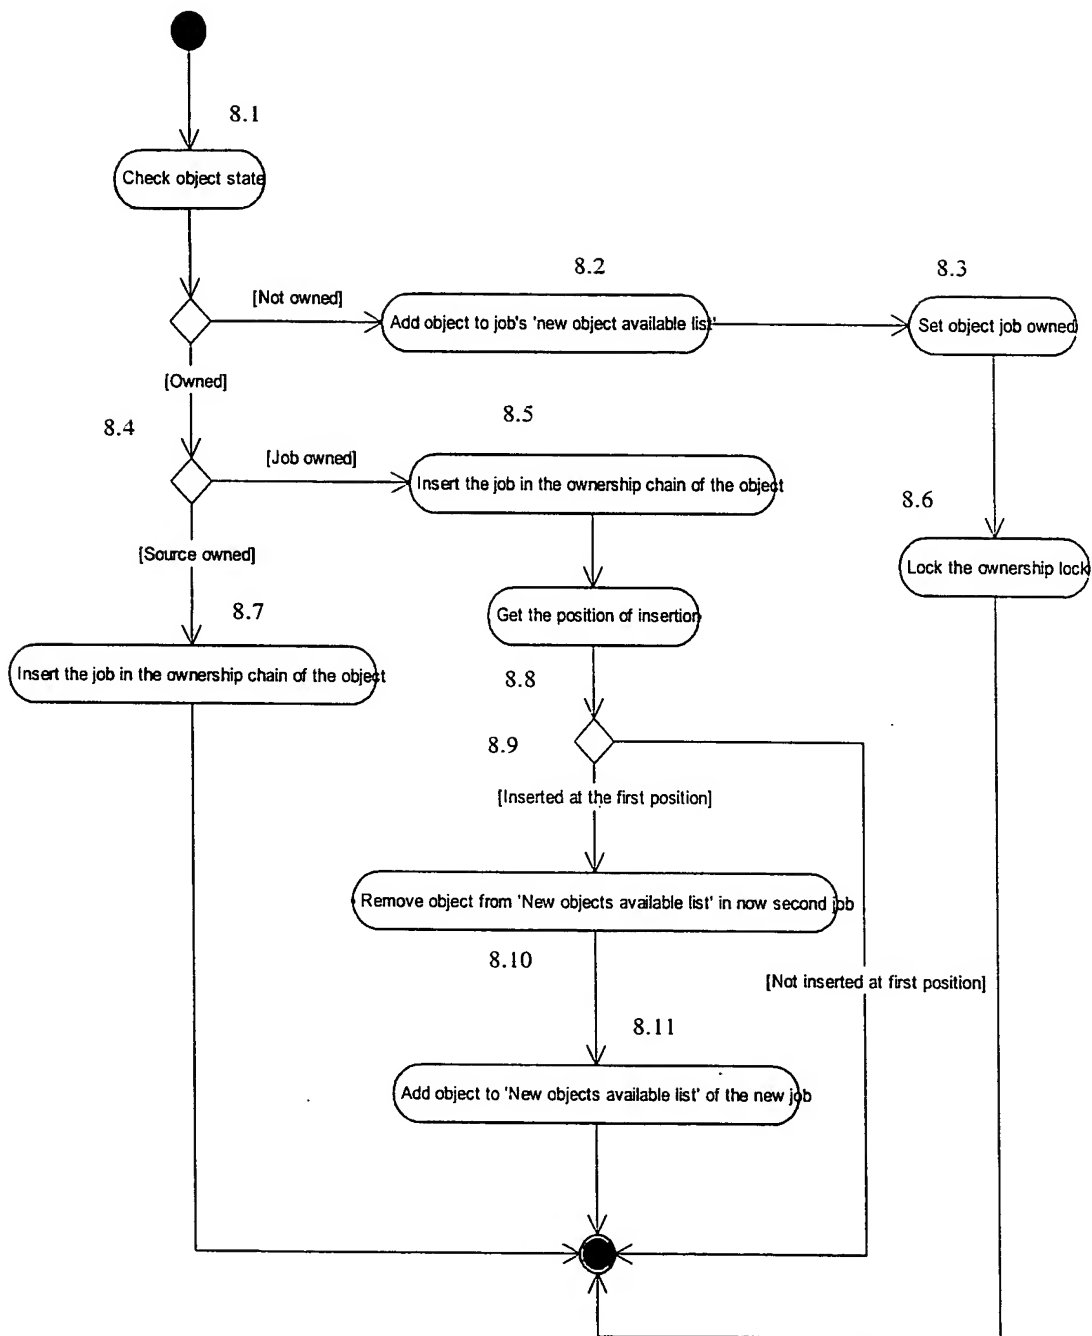 8.1
Check object state
8.2
8.3
[Not owned]
Add object to job's 'new object available list'
Set object job owned
[Owned]
8.4
8.5
[Job owned]
Insert the job in the ownership chain of the object
8.6
[Source owned]
Lock the ownership lock
8.7
Get the position of insertion
Insert the job in the ownership chain of the object
8.8
8.9
[Inserted at the first position]
Remove object from 'New objects available list' in now second job
8.10
[Not inserted at first position]
8.11
Add object to 'New objects available list' of the new job